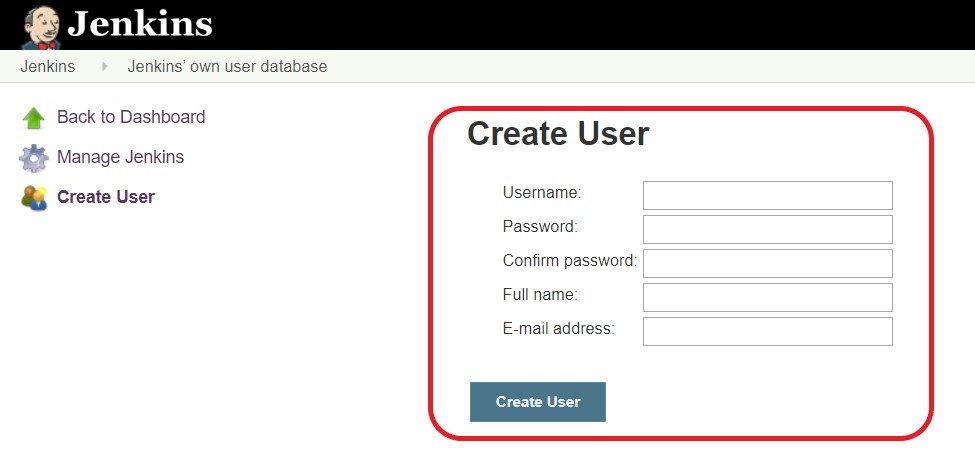 Jenkins
Jenkins Jenkins’ own user database
Back to Dashboard
Manage Jenkins
Create User
Create User
Username:
Password:
Confirm password:
Full name:
E-mail address:
Create User